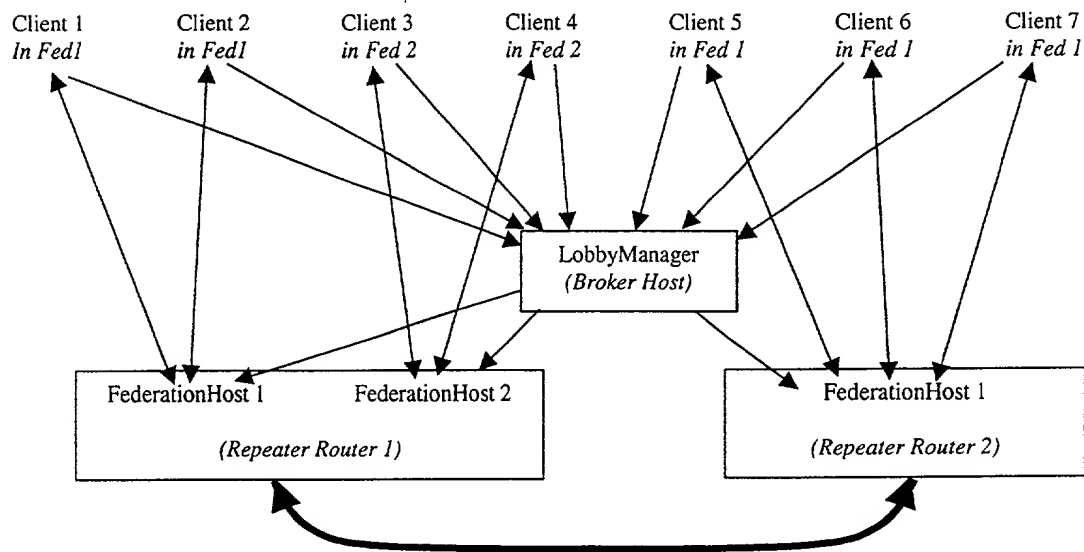 Client 1 Client 2 Client 3 Client 4 Client 5 Client 6 Client 7
In Fed1 in Fed1 in Fed 2 in Fed 2 in Fed 1 in Fed 1 in Fed 1
LobbyManager
(Broker Host)
FederationHost 1 FederationHost 2 FederationHost 1
(Repeater Router 1) (Repeater Router 2)